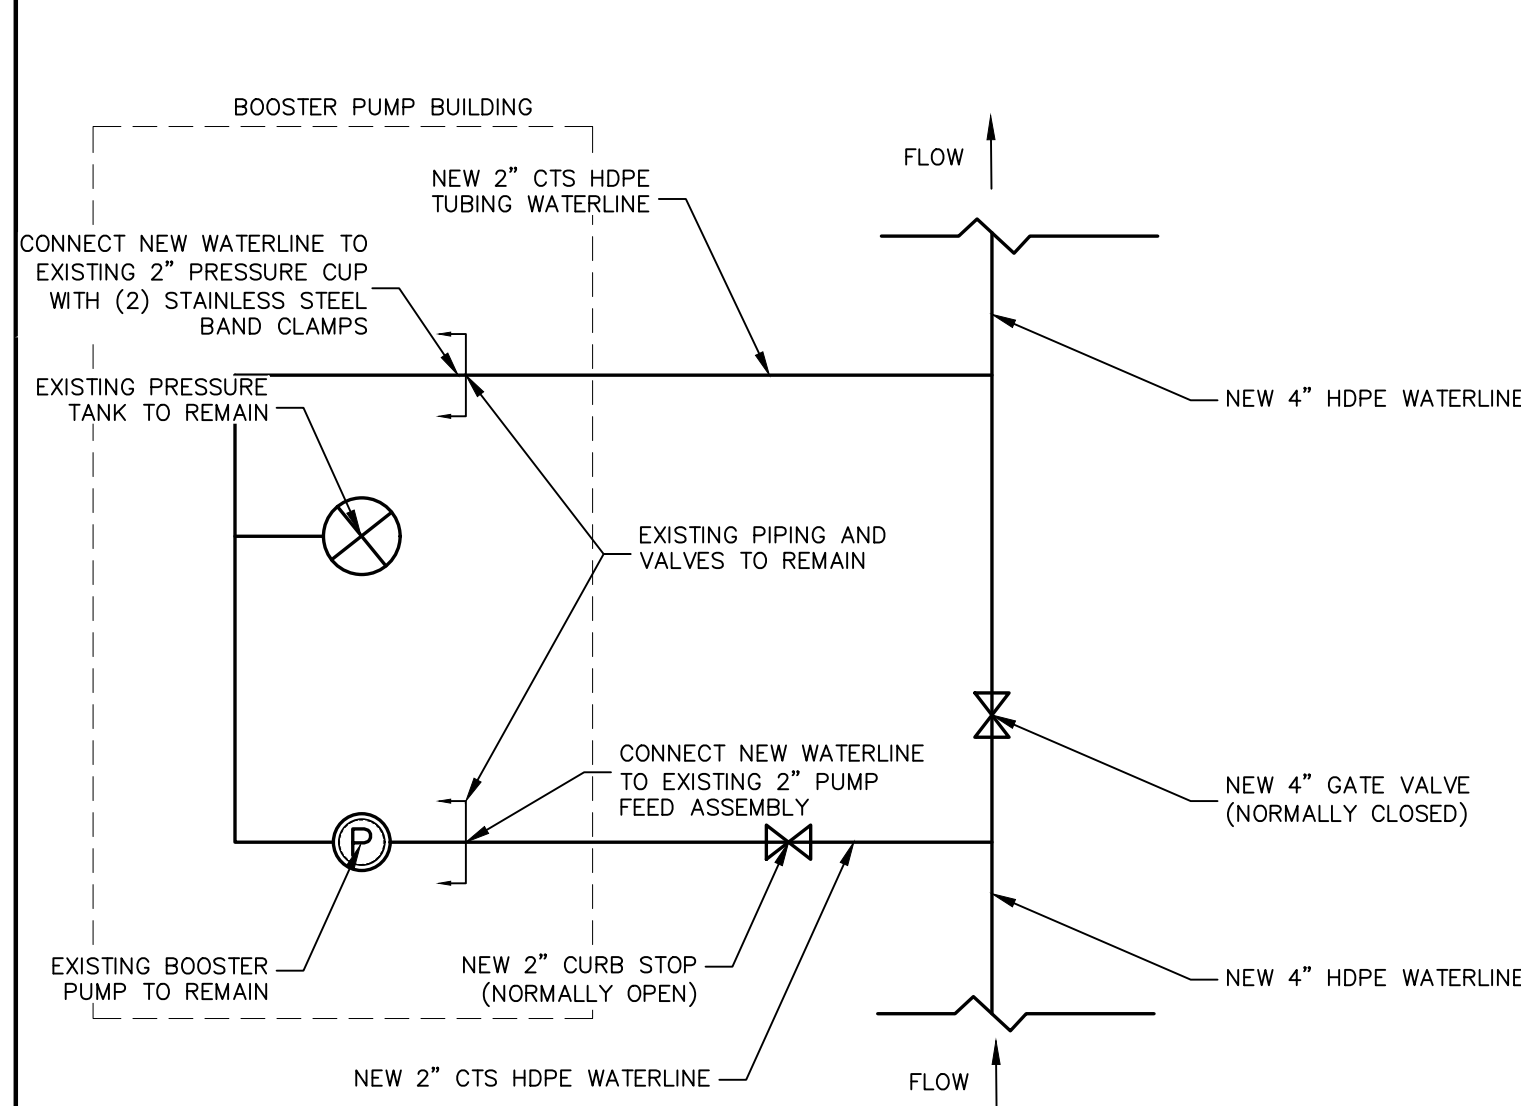 BOOSTER PUMP BUILDING
FLOW
NEW 2" CTS HDPE
TUBING WATERLINE
CONNECT NEW WATERLINE TO
EXISTING 2" PRESSURE CUP
WITH (2) STAINLESS STEEL
BAND CLAMPS
EXISTING PRESSURE
TANK TO REMAIN
NEW 4" HDPE WATERLINE
EXISTING PIPING AND
VALVES TO REMAIN
CONNECT NEW WATERLINE
TO EXISTING 2" PUMP
FEED ASSEMBLY
NEW 4" GATE VALVE
(NORMALLY CLOSED)
P
EXISTING BOOSTER
PUMP TO REMAIN
NEW 2" CURB STOP
(NORMALLY OPEN)
NEW 4" HDPE WATERLINE
NEW 2" CTS HDPE WATERLINE
FLOW